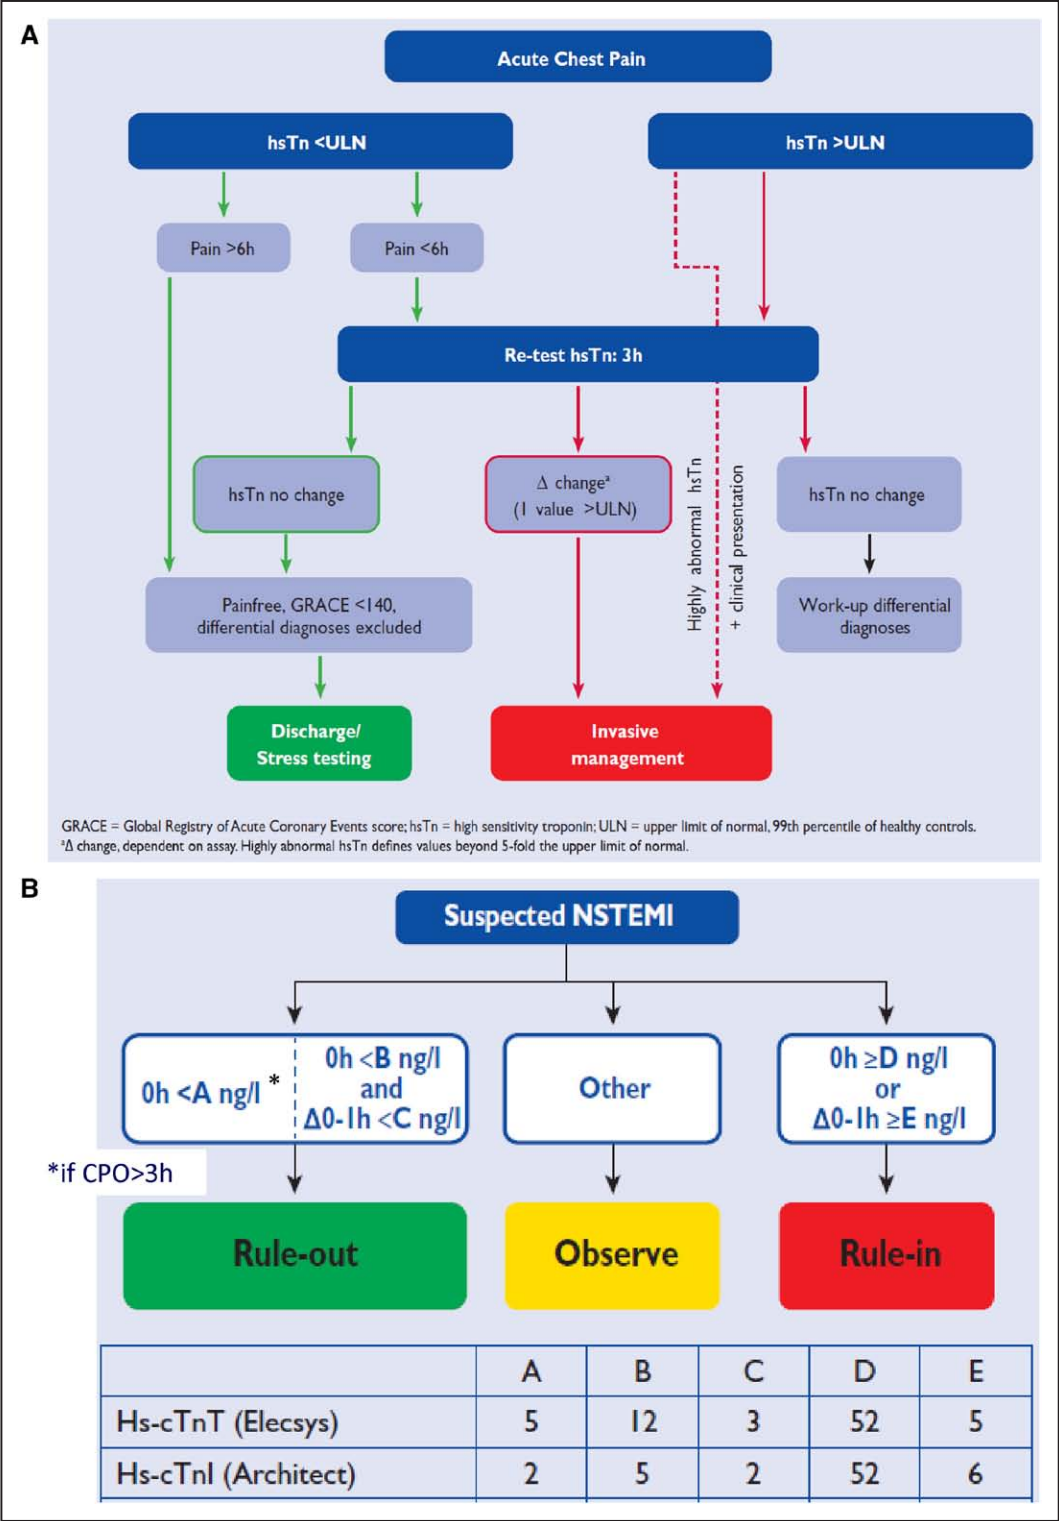 A
Acute Chest Pain
hsTn <ULN
hsTn >ULN
Pain >6h
Pain <6h
Re-test hsTn: 3h
hsTn no change
Δ changeª
(1 value >ULN)
Highly abnormal hsTn
+ clinical presentation
hsTn no change
Painfree, GRACE <140,
differential diagnoses excluded
Work-up differential
diagnoses
Discharge/
Stress testing
Invasive
management
GRACE = Global Registry of Acute Coronary Events score; hsTn = high sensitivity troponin; ULN = upper limit of normal, 99th percentile of healthy controls.
ªΔ change, dependent on assay. Highly abnormal hsTn defines values beyond 5-fold the upper limit of normal.
B
Suspected NSTEMI
0h <A ng/l *
0h <B ng/l
and
Δ0-1h <C ng/l
Other
0h ≥D ng/l
or
Δ0-1h ≥E ng/l
*if CPO>3h
Rule-out
Observe
Rule-in
A B C D E
Hs-cTnT (Elecsys) 5 12 3 52 5
Hs-cTnI (Architect) 2 5 2 52 6